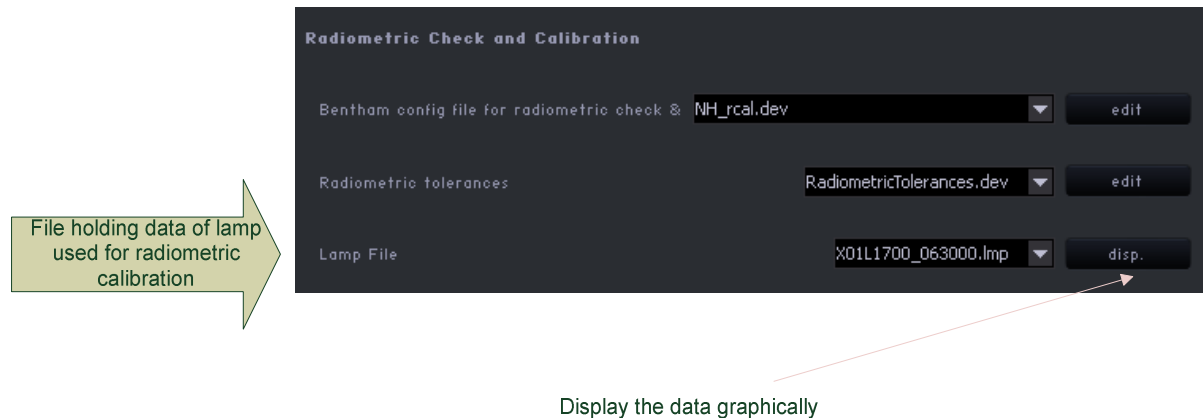 Radiometric Check and Calibration
Bentham config file for radiometric check & NH_rcal.dev edit
Radiometric tolerances RadiometricTolerances.dev edit
File holding data of lamp
used for radiometric
calibration
Lamp File X01L1700_063000.lmp disp.
Display the data graphically